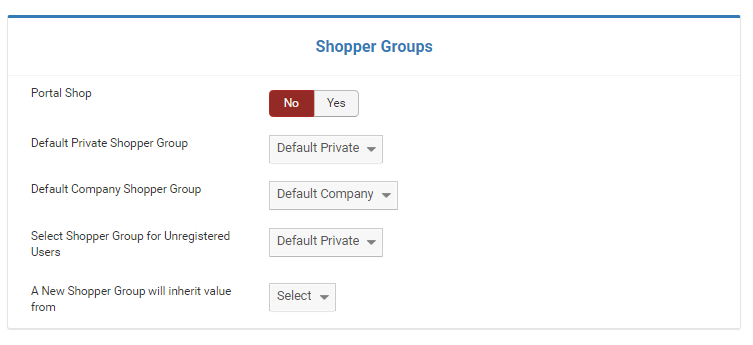 Shopper Groups
Portal Shop
No Yes
Default Private Shopper Group
Default Private
Default Company Shopper Group
Default Company
Select Shopper Group for Unregistered
Users
Default Private
A New Shopper Group will inherit value
from
Select